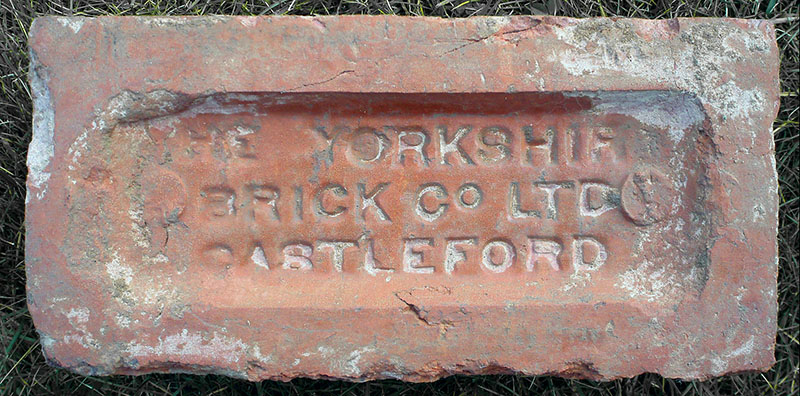 THE YORKSHIRE
BRICK Co LTD
CASTLEFORD